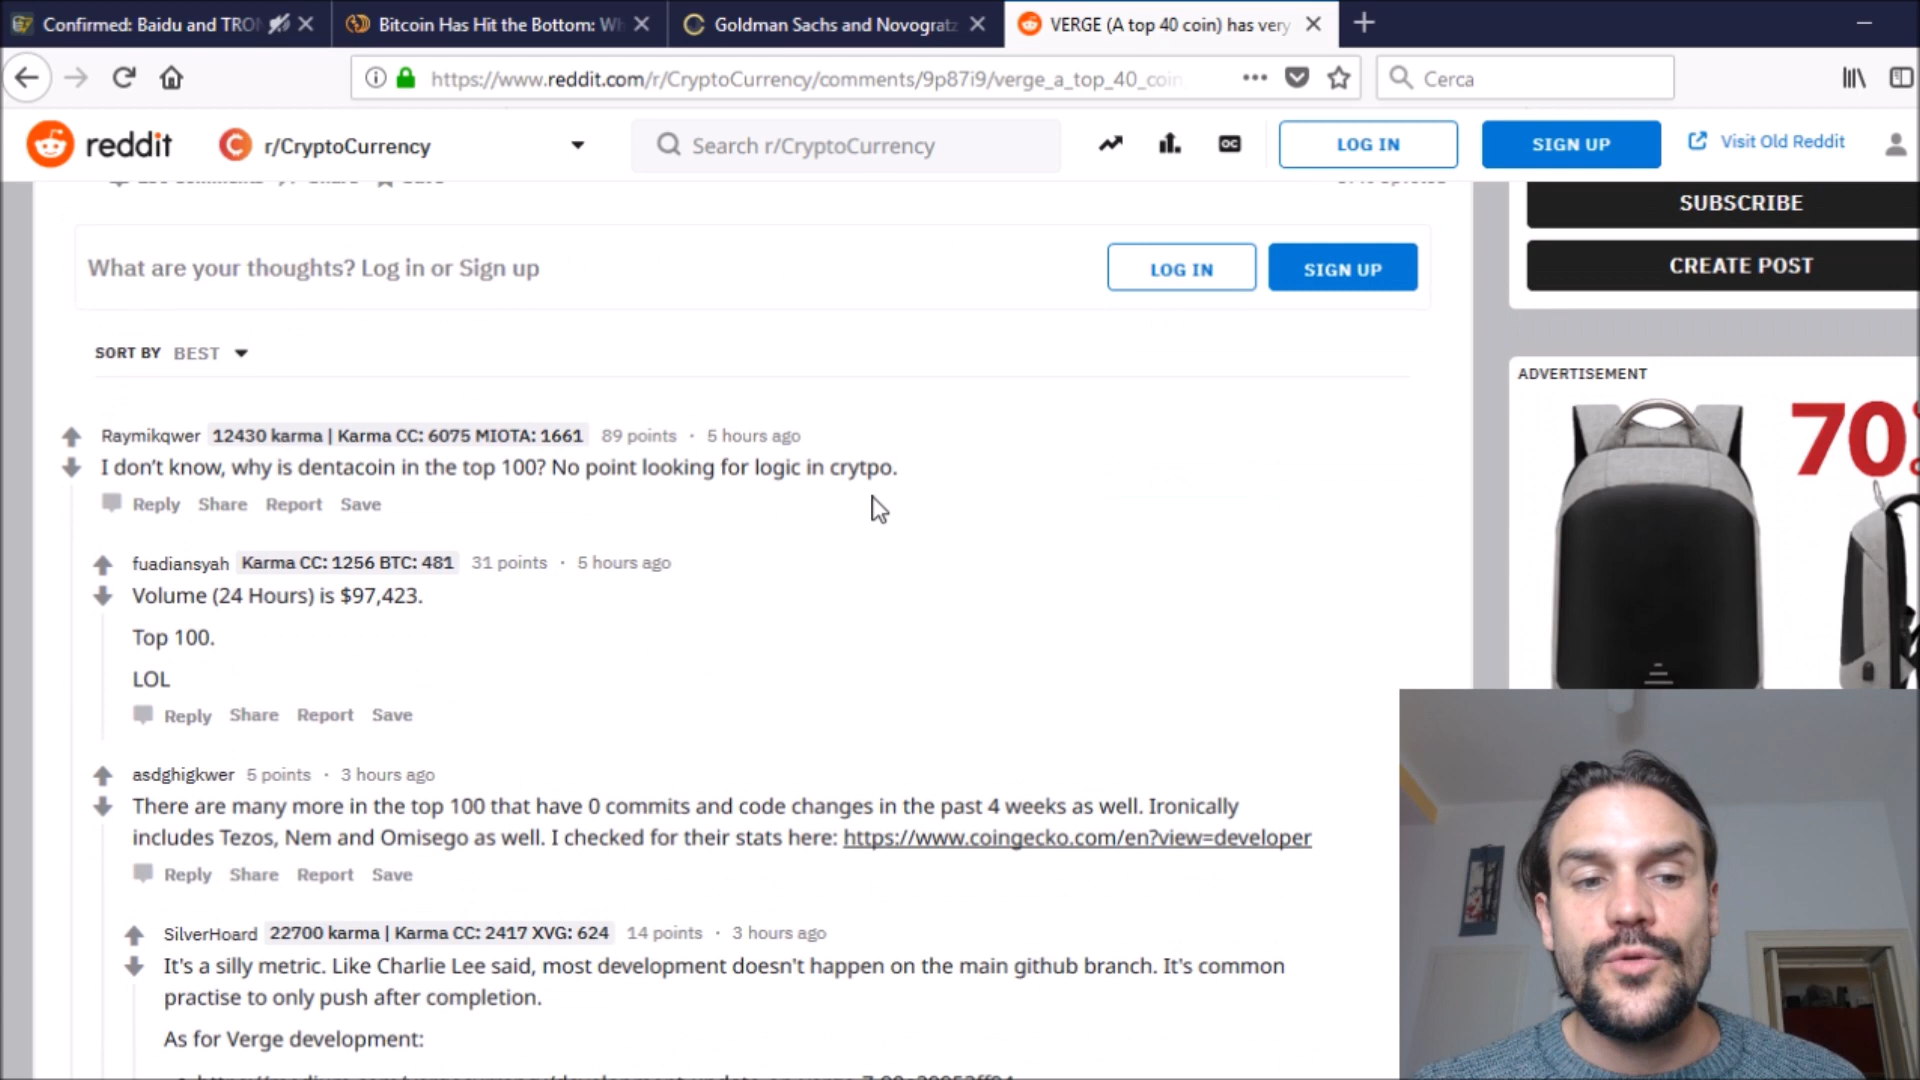 Confirmed: Baidu and TRON
Bitcoin Has Hit the Bottom: Wh
Goldman Sachs and Novogratz
VERGE (A top 40 coin) has very
https://www.reddit.com/r/CryptoCurrency/comments/9p87i9/verge_a_top_40_coin
Cerca
reddit
r/CryptoCurrency
Search r/CryptoCurrency
OC
LOG IN
SIGN UP
Visit Old Reddit
SUBSCRIBE
CREATE POST
What are your thoughts? Log in or Sign up
LOG IN
SIGN UP
SORT BY BEST
ADVERTISEMENT
70
Raymikqwer 12430 karma | Karma CC: 6075 MIOTA: 1661 89 points · 5 hours ago
I don't know, why is dentacoin in the top 100? No point looking for logic in crytpo.
Reply Share Report Save
fuadiansyah Karma CC: 1256 BTC: 481 31 points · 5 hours ago
Volume (24 Hours) is $97,423.
Top 100.
LOL
Reply Share Report Save
asdghigkwer 5 points · 3 hours ago
There are many more in the top 100 that have 0 commits and code changes in the past 4 weeks as well. Ironically
includes Tezos, Nem and Omisego as well. I checked for their stats here: https://www.coingecko.com/en?view=developer
Reply Share Report Save
SilverHoard 22700 karma | Karma CC: 2417 XVG: 624 14 points · 3 hours ago
It's a silly metric. Like Charlie Lee said, most development doesn't happen on the main github branch. It's common
practise to only push after completion.
As for Verge development: